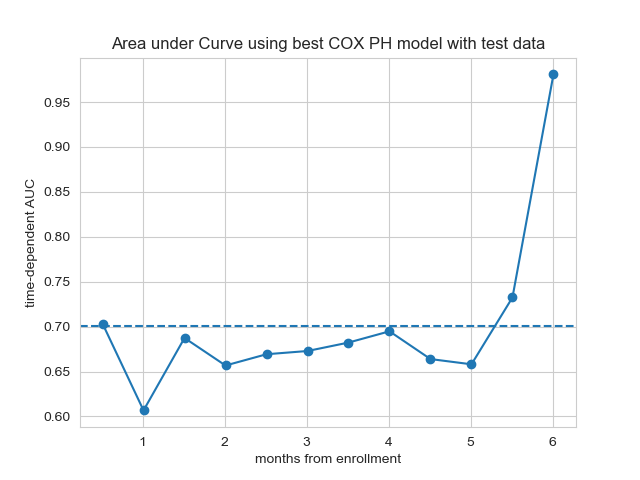 Area under Curve using best COX PH model with test data
time-dependent AUC
0.95
0.90
0.85
0.80
0.75
0.70
0.65
0.60
1 2 3 4 5 6
months from enrollment